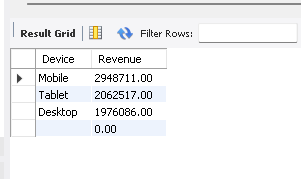 Result Grid Filter Rows:
Device Revenue
Mobile 2948711.00
Tablet 2062517.00
Desktop 1976086.00
0.00